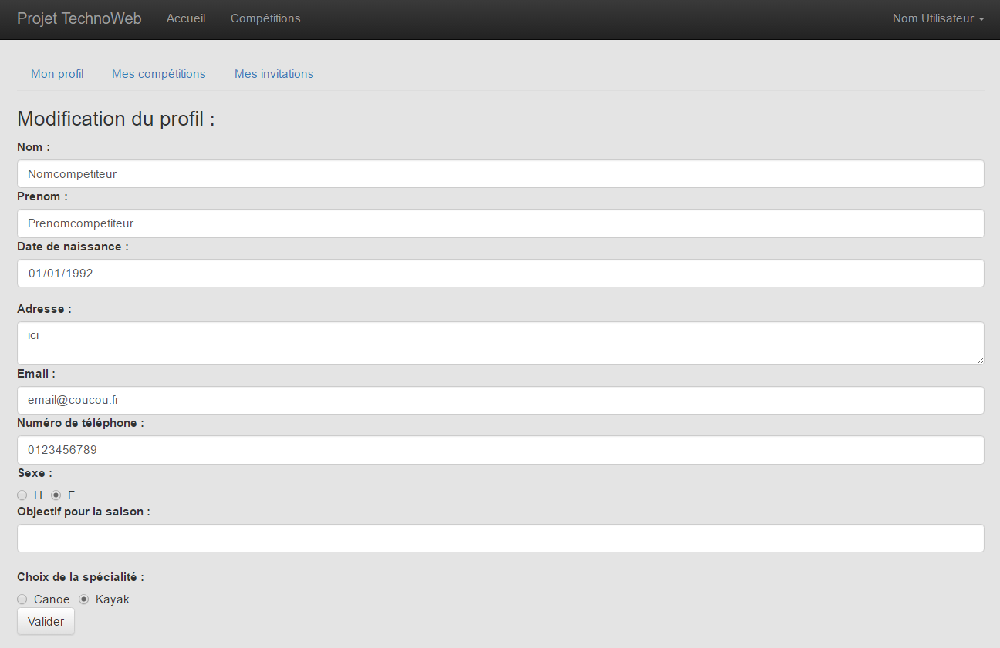 Projet TechnoWeb Accueil Compétitions Nom Utilisateur
Mon profil Mes compétitions Mes invitations
Modification du profil :
Nom :
Nomcompetiteur
Prenom :
Prenomcompetiteur
Date de naissance :
01/01/1992
Adresse :
ici
Email :
email@coucou.fr
Numéro de téléphone :
0123456789
Sexe :
H F
Objectif pour la saison :
Choix de la spécialité :
Canoë Kayak
Valider